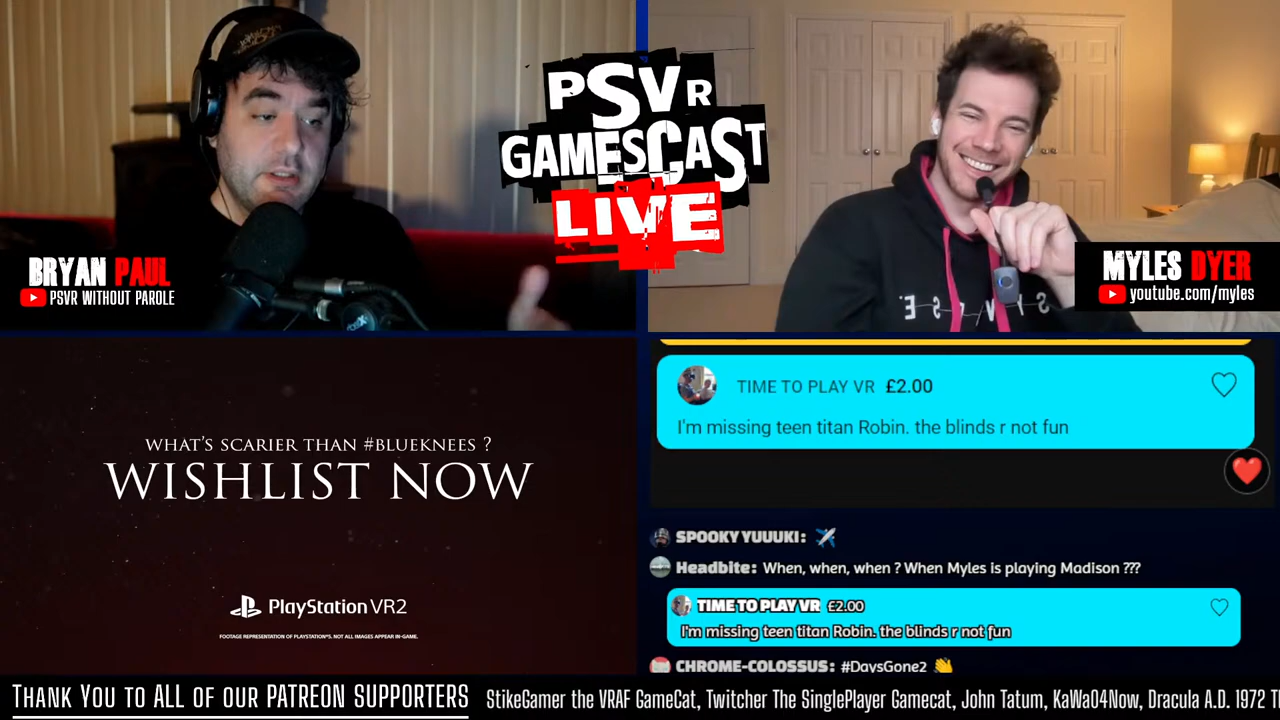 PSVR
GAMESCAST
LIVE
BRYAN PAUL
PSVR WITHOUT PAROLE
MYLES DYER
youtube.com/myles
WHAT'S SCARIER THAN #BLUEKNEES ?
WISHLIST NOW
PlayStation VR2
FOOTAGE REPRESENTATION OF PLAYSTATION®5. NOT ALL IMAGES APPEAR IN-GAME.
TIME TO PLAY VR £2.00
I'm missing teen titan Robin. the blinds r not fun
SPOOKY YUUUKI: ✈️
Headbite: When, when, when ? When Myles is playing Madison ???
TIME TO PLAY VR £2.00
I'm missing teen titan Robin. the blinds r not fun
CHROME-COLOSSUS: #DaysGone2 👋
THANK YOU TO ALL OF OUR PATREON SUPPORTERS StikeGamer the VRAF GameCat, Twitcher The SinglePlayer Gamecat, John Tatum, KaWa04Now, Dracula A.D. 1972